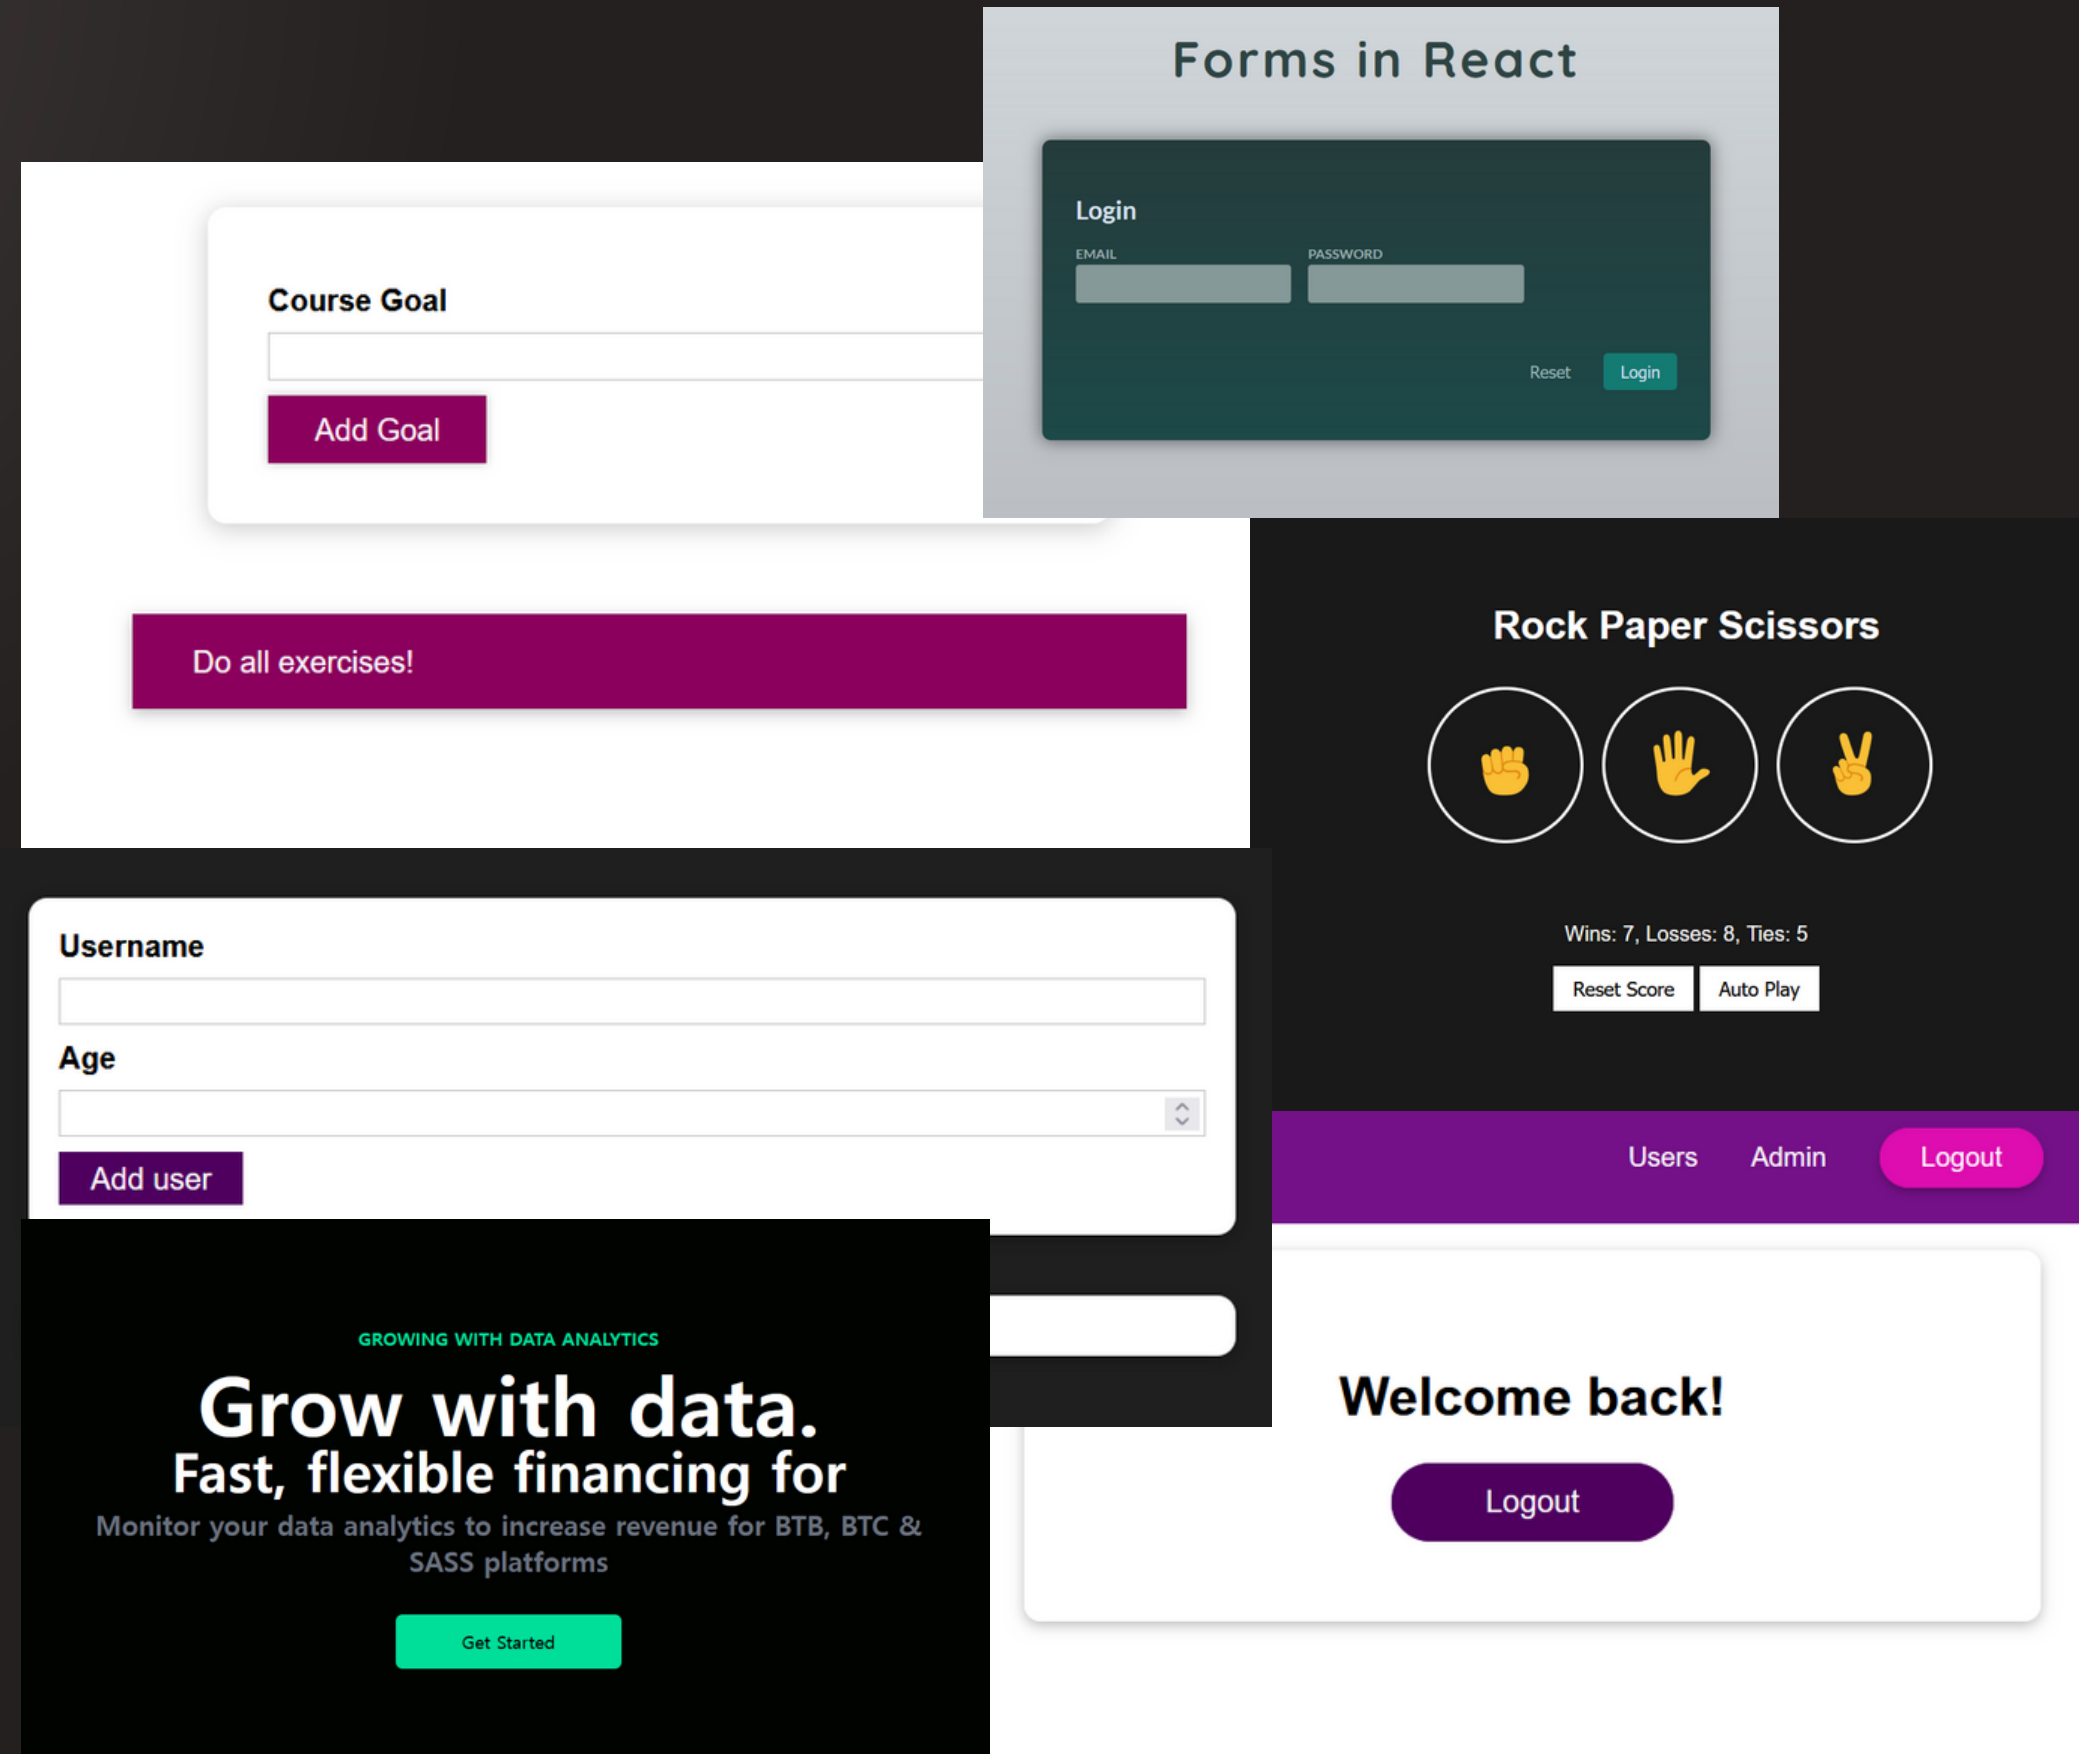 Forms in React
Login
EMAIL PASSWORD
Reset Login
Course Goal
Add Goal
Do all exercises!
Rock Paper Scissors
Wins: 7, Losses: 8, Ties: 5
Reset Score Auto Play
Username
Age
Add user
Users Admin Logout
Welcome back!
Logout
GROWING WITH DATA ANALYTICS
Grow with data.
Fast, flexible financing for
Monitor your data analytics to increase revenue for BTB, BTC &
SASS platforms
Get Started